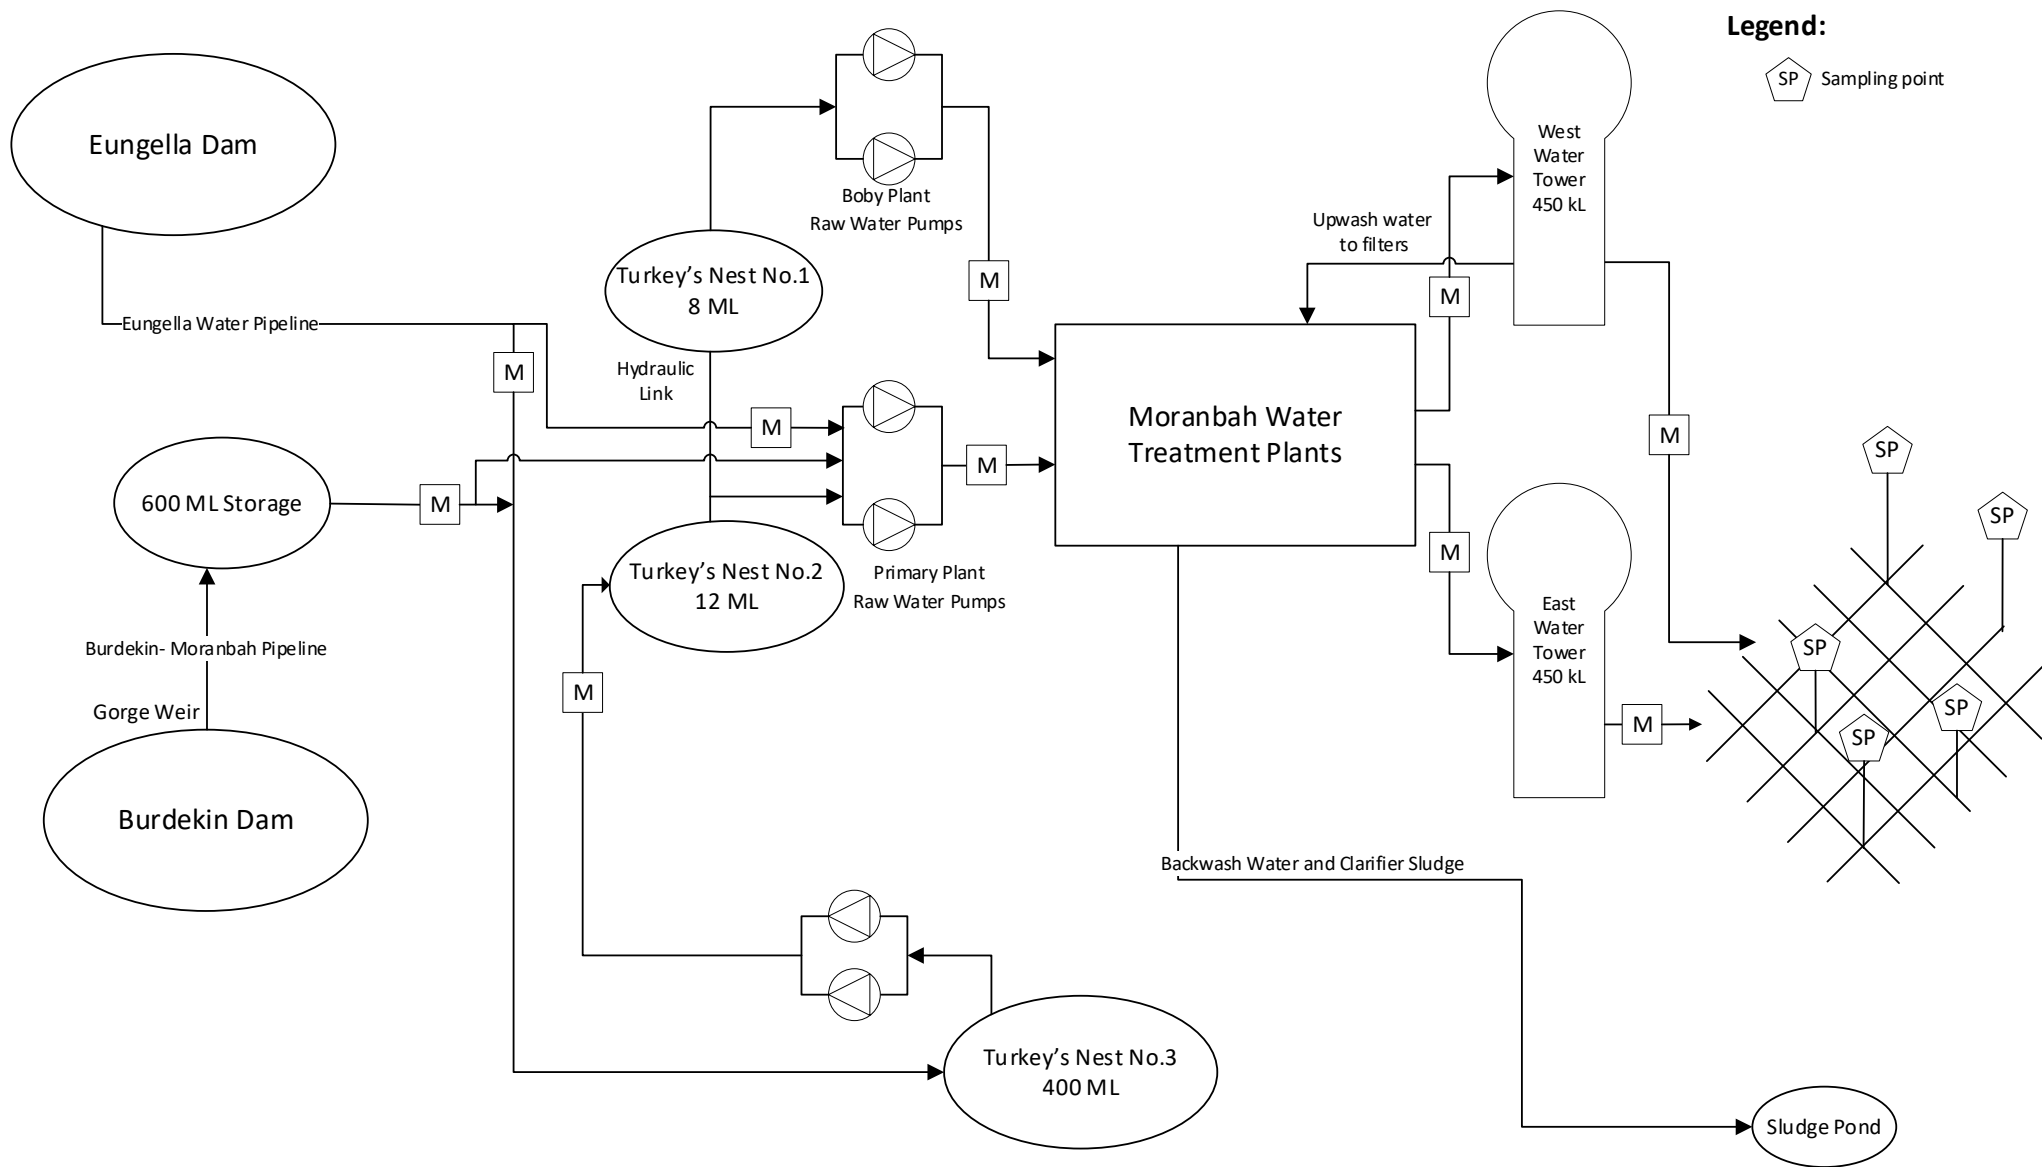 Legend:
SP
Sampling point
Eungella Dam
West
Water
Tower
450 kL
Boby Plant
Raw Water Pumps
Upwash water
to filters
Turkey's Nest No.1
8 ML
M
M
Eungella Water Pipeline
M
Hydraulic
Link
M
Moranbah Water
Treatment Plants
M
SP
M
M
600 ML Storage
M
SP
M
Turkey's Nest No.2
12 ML
Primary Plant
Raw Water Pumps
East
Water
Tower
450 kL
Burdekin- Moranbah Pipeline
SP
M
Gorge Weir
SP
M
SP
Burdekin Dam
Backwash Water and Clarifier Sludge
Turkey's Nest No.3
400 ML
Sludge Pond